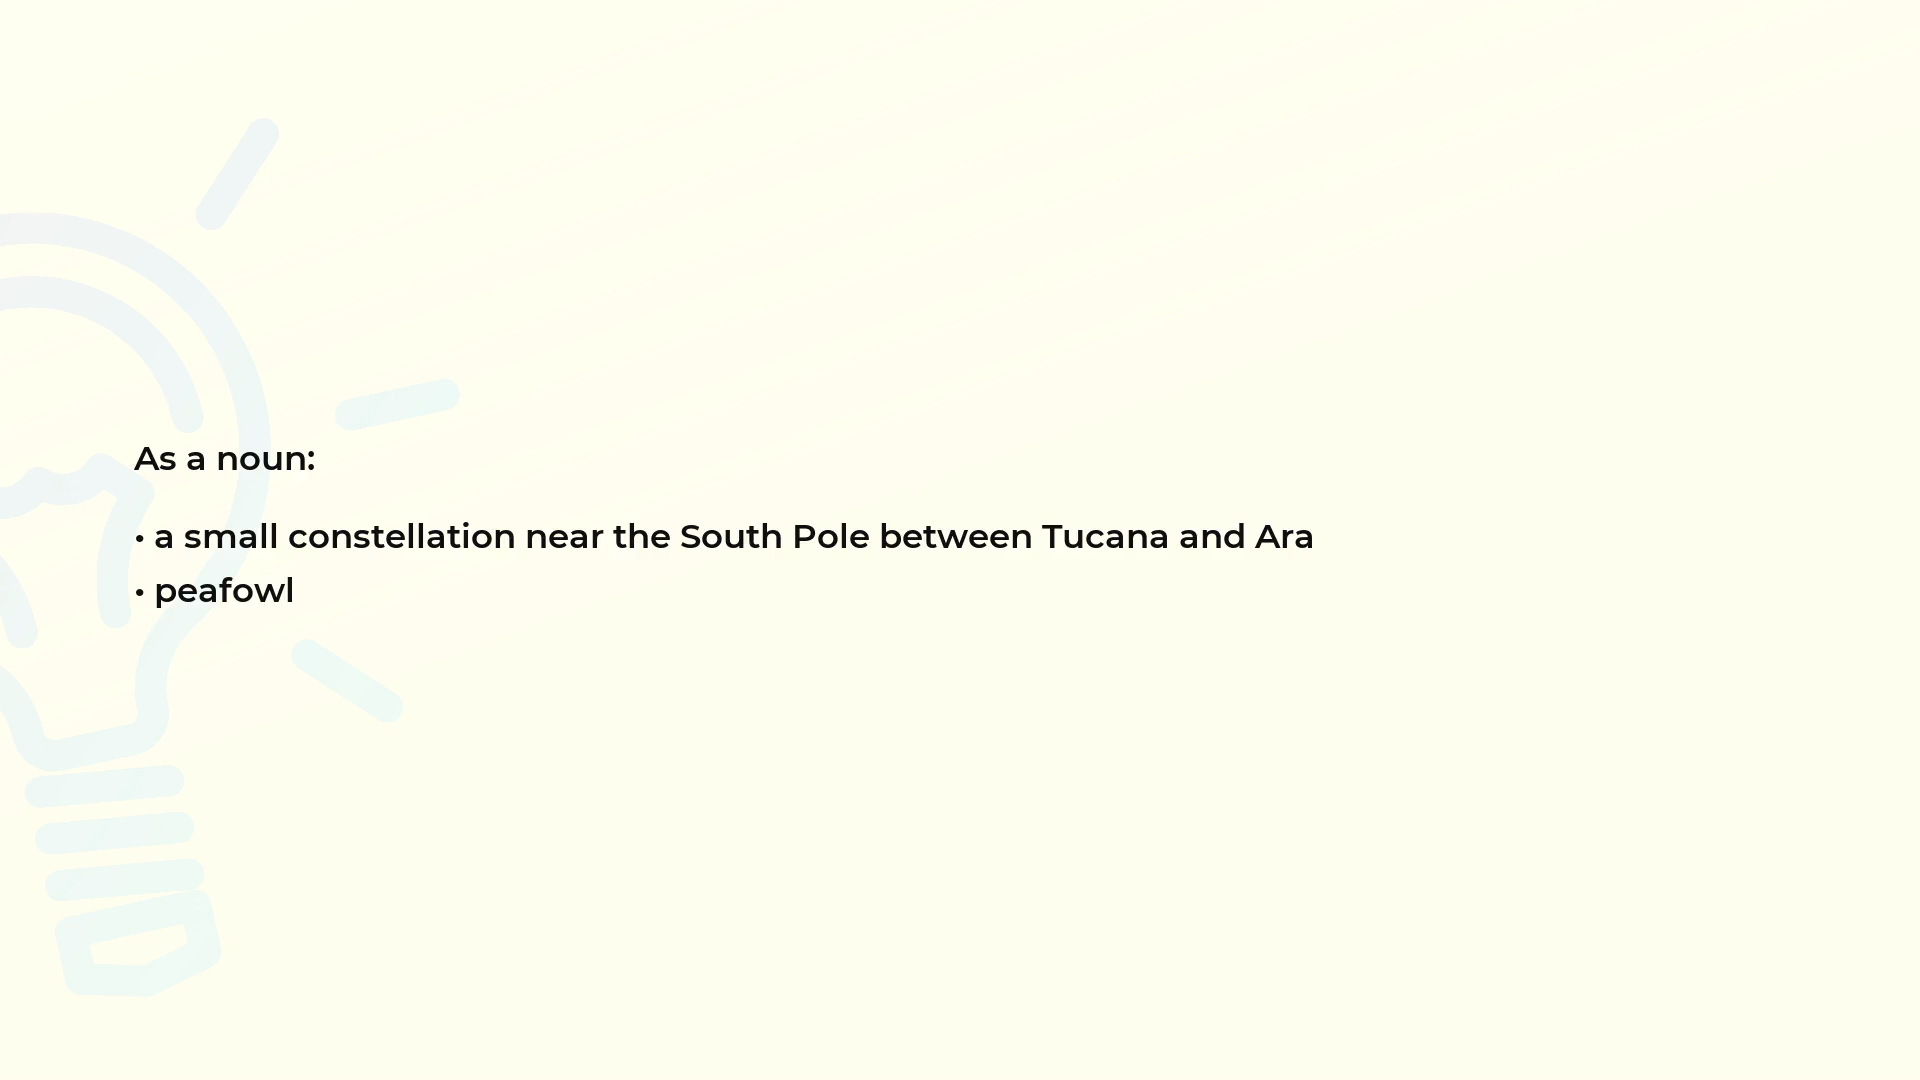 As a noun:
• a small constellation near the South Pole between Tucana and Ara
• peafowl